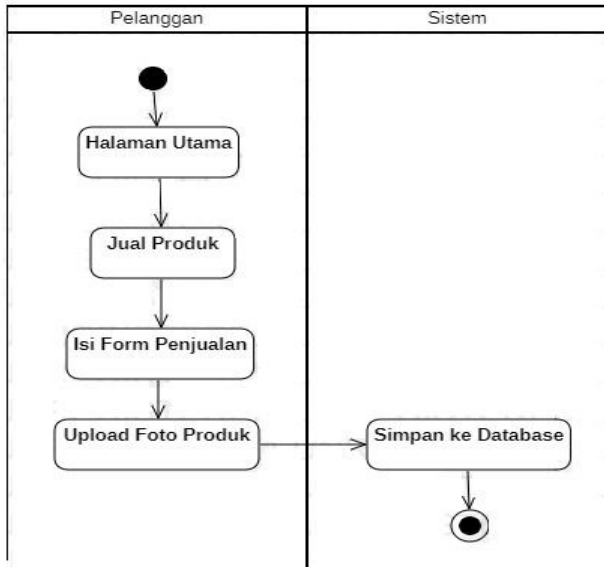 Pelanggan
Sistem
Halaman Utama
Jual Produk
Isi Form Penjualan
Upload Foto Produk
Simpan ke Database